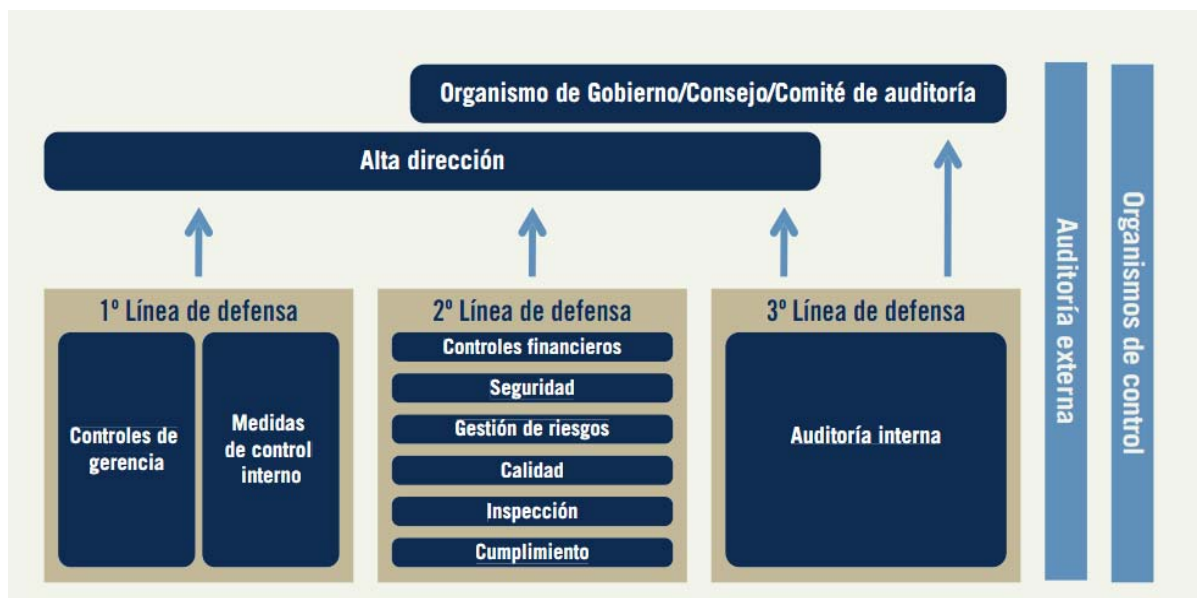 Organismo de Gobierno/Consejo/Comité de auditoría
Alta dirección
1º Línea de defensa
Controles de
gerencia
Medidas
de control
interno
2º Línea de defensa
Controles financieros
Seguridad
Gestión de riesgos
Calidad
Inspección
Cumplimiento
3º Línea de defensa
Auditoría interna
Auditoría externa
Organismos de control